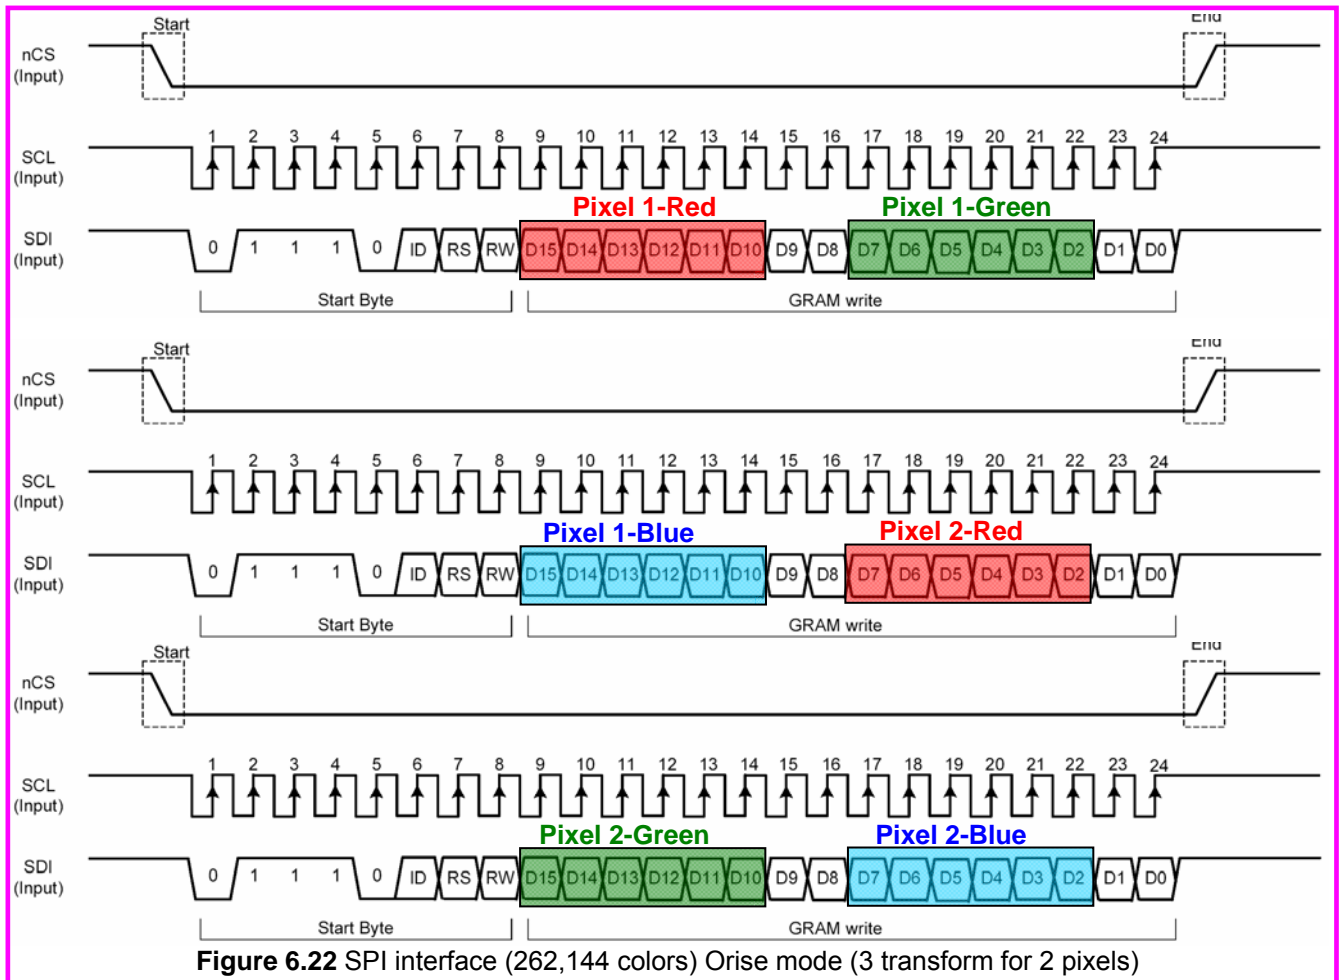 Start End
nCS
(Input)
1 2 3 4 5 6 7 8 9 10 11 12 13 14 15 16 17 18 19 20 21 22 23 24
SCL
(Input)
Pixel 1-Red Pixel 1-Green
SDI
(Input)
0 1 1 1 0 ID RS RW D15 D14 D13 D12 D11 D10 D9 D8 D7 D6 D5 D4 D3 D2 D1 D0
Start Byte GRAM write
Start End
nCS
(Input)
1 2 3 4 5 6 7 8 9 10 11 12 13 14 15 16 17 18 19 20 21 22 23 24
SCL
(Input)
Pixel 1-Blue Pixel 2-Red
SDI
(Input)
0 1 1 1 0 ID RS RW D15 D14 D13 D12 D11 D10 D9 D8 D7 D6 D5 D4 D3 D2 D1 D0
Start Byte GRAM write
Start End
nCS
(Input)
1 2 3 4 5 6 7 8 9 10 11 12 13 14 15 16 17 18 19 20 21 22 23 24
SCL
(Input)
Pixel 2-Green Pixel 2-Blue
SDI
(Input)
0 1 1 1 0 ID RS RW D15 D14 D13 D12 D11 D10 D9 D8 D7 D6 D5 D4 D3 D2 D1 D0
Start Byte GRAM write
Figure 6.22 SPI interface (262,144 colors) Orise mode (3 transform for 2 pixels)